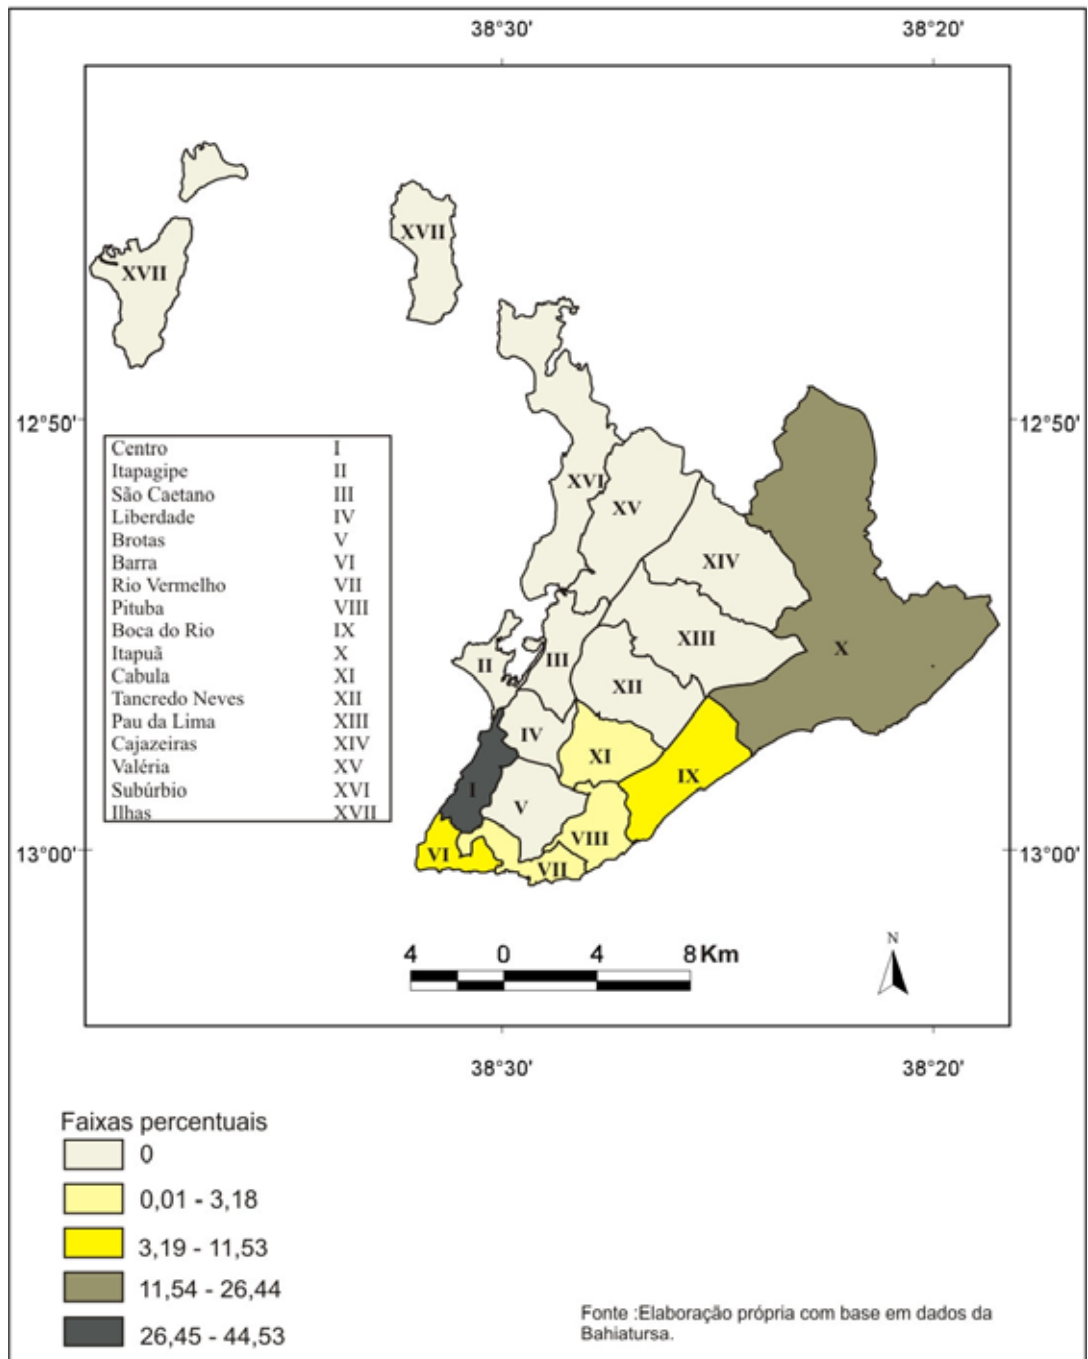 38°30' 38°20'
XVII
XVII
12°50' 12°50'
Centro I
Itapagipe II
São Caetano III
Liberdade IV
Brotas V
Barra VI
Rio Vermelho VII
Pituba VIII
Boca do Rio IX
Itapuã X
Cabula XI
Tancredo Neves XII
Pau da Lima XIII
Cajazeiras XIV
Valéria XV
Subúrbio XVI
Ilhas XVII
XVI
XV
XIV
XIII
X
II
III
XII
IV
XI
IX
I
V
VIII
VI
VII
13°00' 13°00'
4 0 4 8 Km
N
38°30' 38°20'
Faixas percentuais
0
0,01 - 3,18
3,19 - 11,53
11,54 - 26,44
26,45 - 44,53
Fonte :Elaboração própria com base em dados da
Bahiatursa.